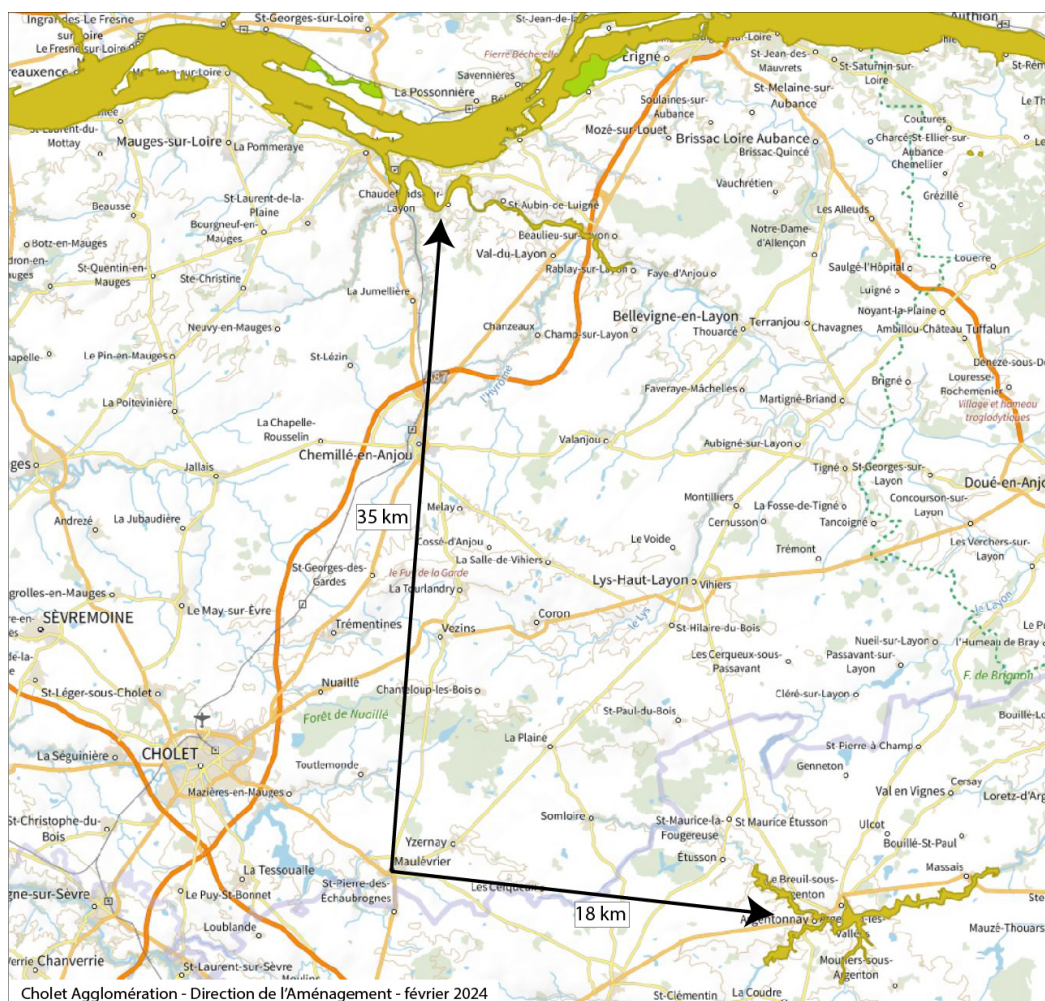 Ingrandes-Le Fresne
sur Loire
St-Georges-sur-Loire
St-Jean-de-la
Authion
Le Fresne-sur-Loire
Pierre Bécherelle
Erigné
St-Jean-des-
Mauvrets
St-Saturnin-sur-
Loire
St-Rém
Savennières
La Possonnière
St-Melaine-sur-
Aubance
Soulaines-sur-
Aubance
Mozé-sur-Louet
Coutures
St-Laurent-du-
Mottay
Mauges-sur-Loire
La Pommeraye
Brissac Loire Aubance
Brissac-Quincé
Charcé-St-Ellier-sur-
Aubance
Chemellier
Vauchrétien
Grézillé
Chaudefonds-sur-
Layon
St-Aubin-de-Luigné
St-Laurent-de-la-
Plaine
Beausse
Bourgneuf-en-
Mauges
Les Alleuds
Beaulieu-sur-Layon
Notre-Dame
d'Allençon
Botz-en-Mauges
Val-du-Layon
St-Quentin-en-
Mauges
Ste-Christine
Rablay-sur-Layon
Faye-d'Anjou
Saulgé-l'Hôpital
Louerre
Luigné
La Jumellière
Noyant-la-Plaine
Bellevigne-en-Layon
Thouarcé
Terranjou
Chavagnes
Ambillou-Château
Tuffalun
Neuvy-en-Mauges
Chanzeaux
Champ-sur-Layon
Le Pin-en-Mauges
St-Lézin
l'Hyrome
Brigné
Louresse-
Rochemenier
Village et hameau
troglodytiques
Faveraye-Mâchelles
Martigné-Briand
La Poitevinière
La Chapelle-
Rousselin
Chemillé-en-Anjou
Valanjou
Aubigné-sur-Layon
Jallais
Tigné
St-Georges-sur-
Layon
Doué-en-Anjo
Montilliers
La Fosse-de-Tigné
Concourson-sur-
Layon
Andrezé
La Jubaudière
35 km
Melay
Cernusson
Tancoigné
Cossé-d'Anjou
Le Voide
Trémont
Les Verchers-sur-
Layon
St-Georges-des-
Gardes
le Puy de la Garde
La Salle-de-Vihiers
Lys-Haut-Layon
Vihiers
La Tourlandry
le Layon
Le May-sur-Èvre
SÈVREMOINE
Coron
le Lys
Trémentines
Vezins
St-Hilaire-du-Bois
Nueil-sur-Layon
l'Humeau de Bray
Les Cerqueux-sous-
Passavant
Passavant-sur-
Layon
F. de Brignon
St-Léger-sous-Cholet
Nuaillé
Chanteloup-les-Bois
Cléré-sur-Layon
Forêt de Nuaillé
St-Paul-du-Bois
Bouillé-Lo
La Séguinière
CHOLET
La Plaine
St-Pierre-à-Champ
Toutlemonde
Genneton
Cersay
Mazières-en-Mauges
Val en Vignes
Loretz-d'Arg
St-Christophe-du-
Bois
Somloire
St-Maurice-la-
Fougereuse
St Maurice Étusson
Ulcot
Bouillé-St-Paul
Yzernay
Étusson
Maulévrier
La Tessoualle
Massais
St-Pierre-des-
Échaubrognes
Les Cerqueux
Le Breuil-sous-
Argenton
Le Puy-St-Bonnet
18 km
Argentonnay
Loublande
Mauzé-Thouars
Chanverrie
St-Laurent-sur-Sèvre
Moutiers-sous-
Argenton
St-Clémentin
La Coudre
Cholet Agglomération - Direction de l'Aménagement - février 2024